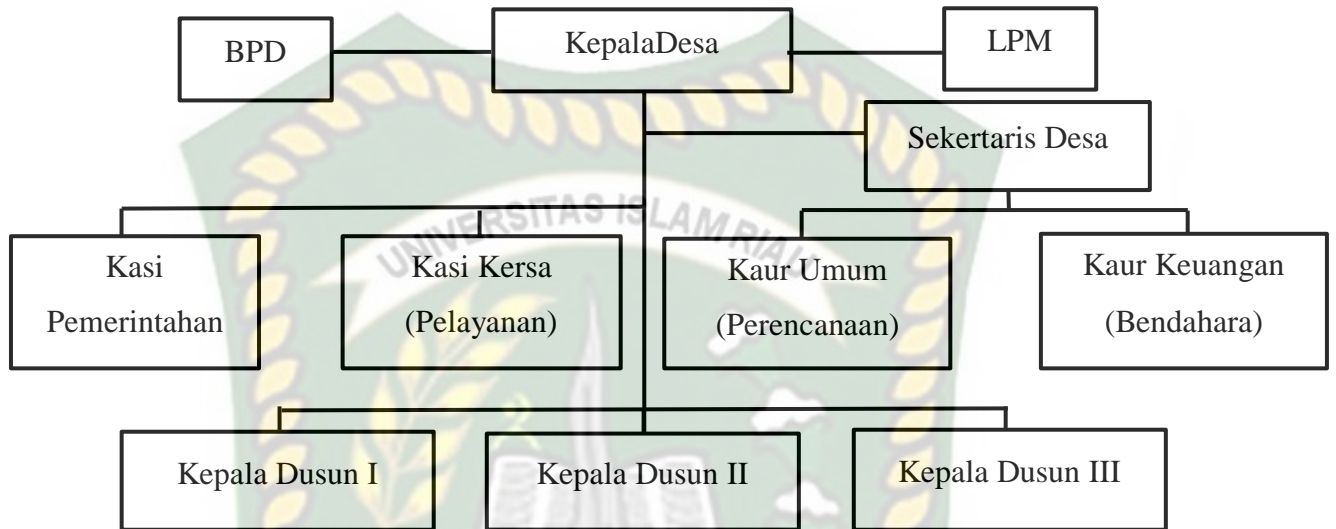 BPD
KepalaDesa
LPM
Sekertaris Desa
UNIVERSITAS ISLAM RIAU
Kasi
Pemerintahan
Kasi Kersa
(Pelayanan)
Kaur Umum
(Perencanaan)
Kaur Keuangan
(Bendahara)
Kepala Dusun I
Kepala Dusun II
Kepala Dusun III